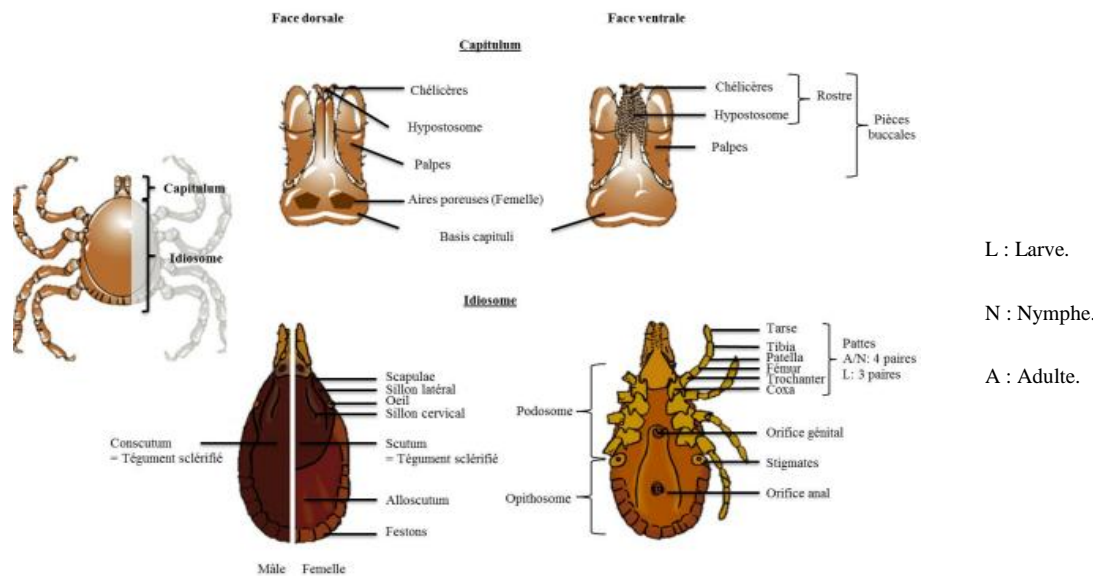 Face dorsale
Face ventrale
Capitulum
Chélicères
Hypostosome
Palpes
Aires poreuses (Femelle)
Basis capituli
Chélicères
Hypostosome
Palpes
Rostre
Pièces
buccales
Capitulum
Idiosome
L : Larve.
N : Nymphe.
A : Adulte.
Idiosome
Scapulae
Sillon latéral
Oeil
Sillon cervical
Conscutum
= Tégument sclérifié
Scutum
= Tégument sclérifié
Alloscutum
Festons
Mâle
Femelle
Podosome
Opithosome
Tarse
Tibia
Patella
Fémur
Trochanter
Coxa
Pattes
A/N: 4 paires
L: 3 paires
Orifice génital
Stigmates
Orifice anal